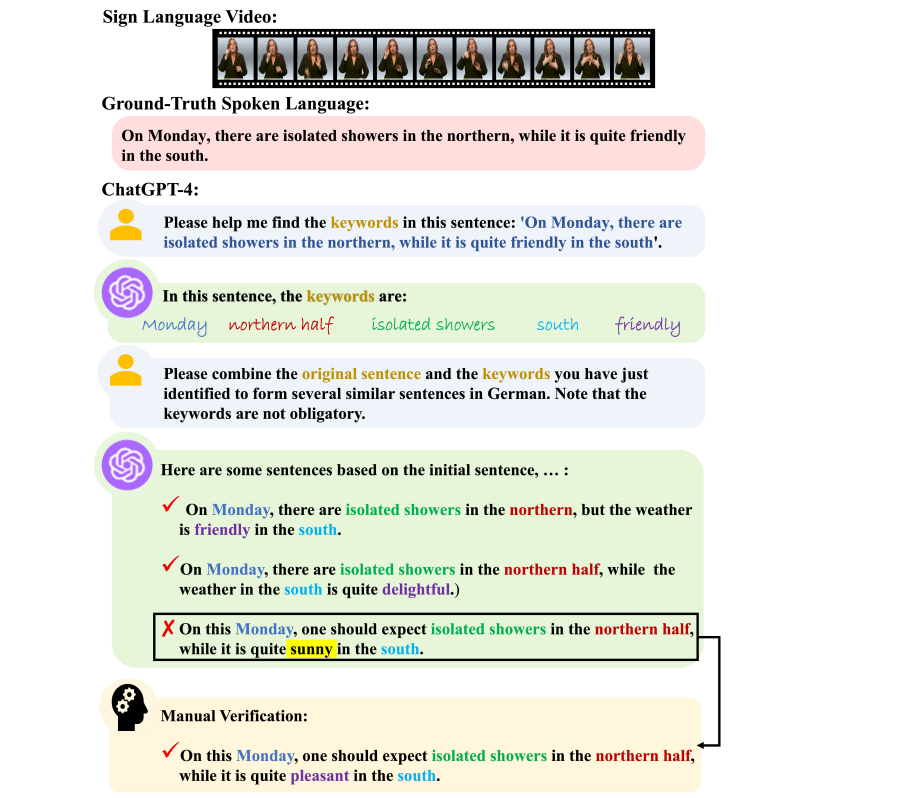 Sign Language Video:
Ground-Truth Spoken Language:
On Monday, there are isolated showers in the northern, while it is quite friendly
in the south.
ChatGPT-4:
Please help me find the keywords in this sentence: 'On Monday, there are
isolated showers in the northern, while it is quite friendly in the south'.
In this sentence, the keywords are:
Monday northern half isolated showers south friendly
Please combine the original sentence and the keywords you have just
identified to form several similar sentences in German. Note that the
keywords are not obligatory.
Here are some sentences based on the initial sentence, … :
✓ On Monday, there are isolated showers in the northern, but the weather
is friendly in the south.
✓ On Monday, there are isolated showers in the northern half, while the
weather in the south is quite delightful.)
✗ On this Monday, one should expect isolated showers in the northern half,
while it is quite sunny in the south.
Manual Verification:
✓ On this Monday, one should expect isolated showers in the northern half,
while it is quite pleasant in the south.